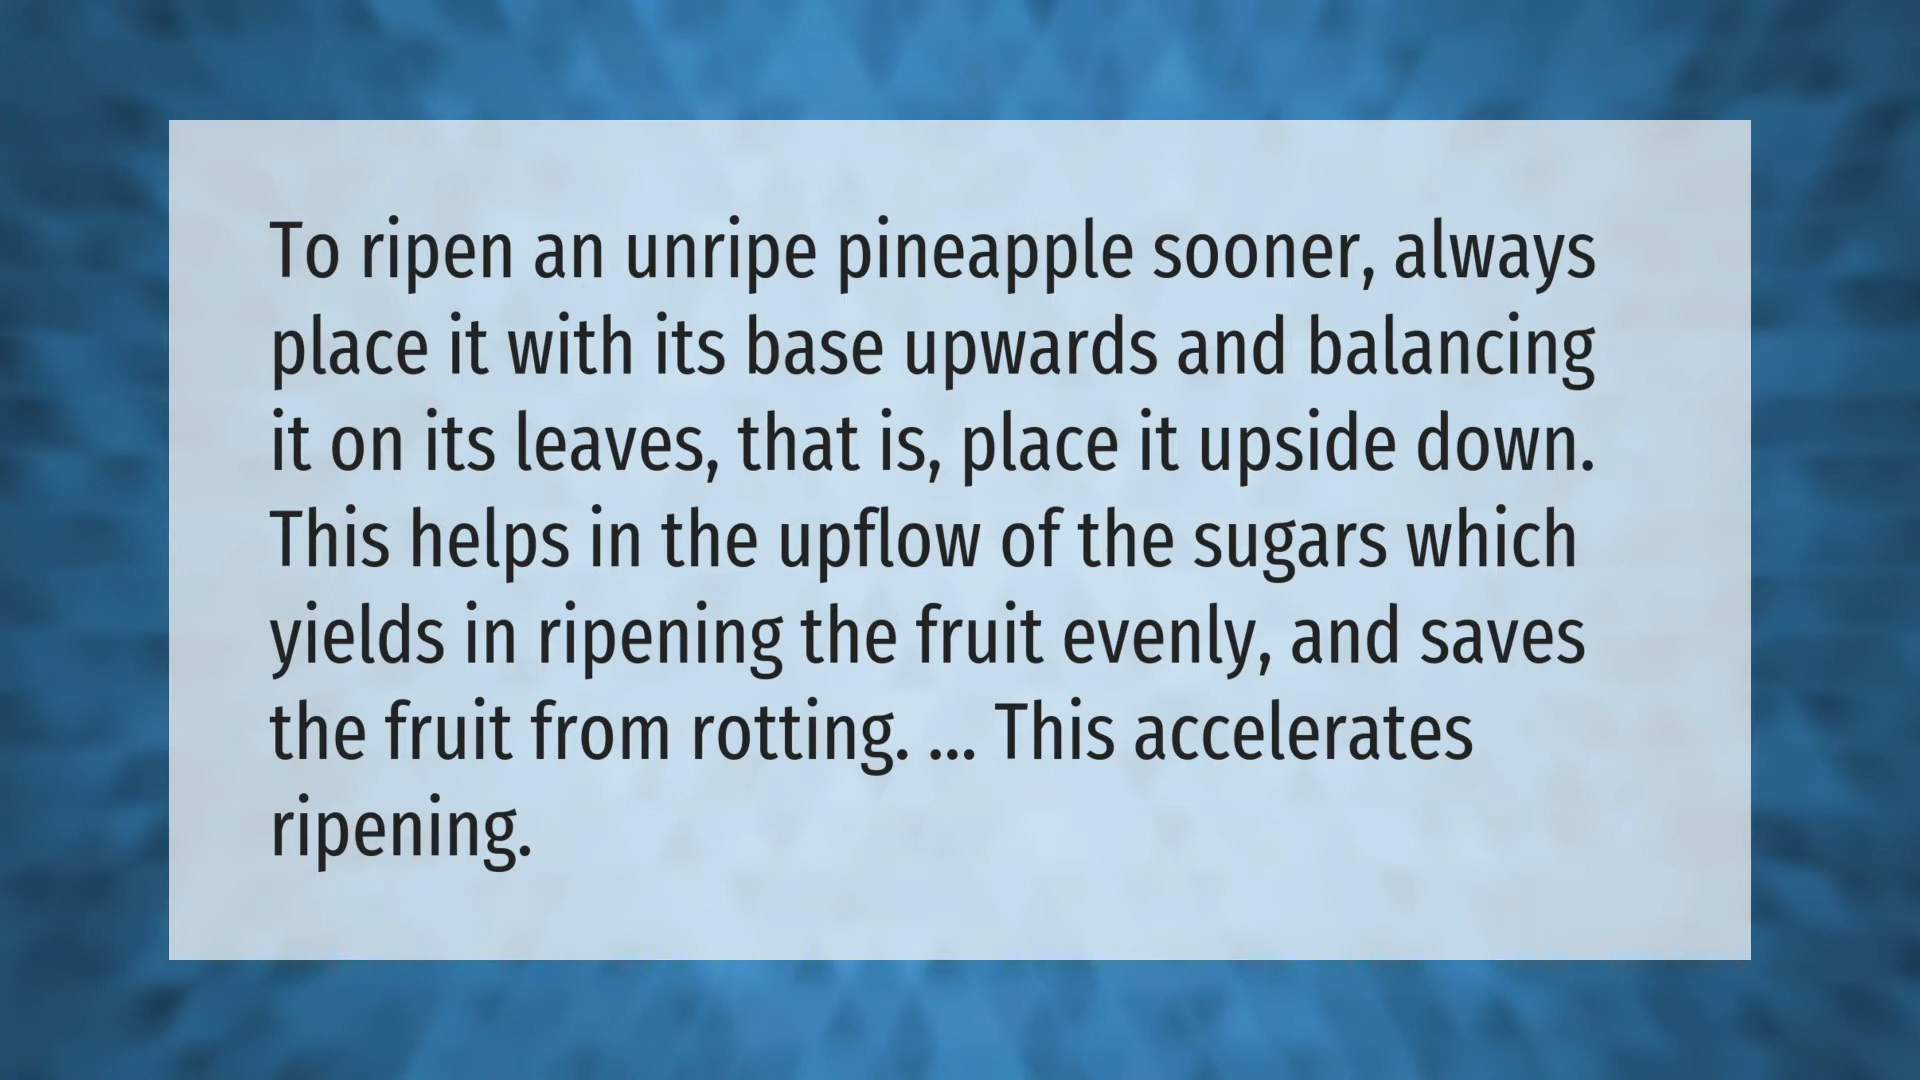 To ripen an unripe pineapple sooner, always
place it with its base upwards and balancing
it on its leaves, that is, place it upside down.
This helps in the upflow of the sugars which
yields in ripening the fruit evenly, and saves
the fruit from rotting. ... This accelerates
ripening.